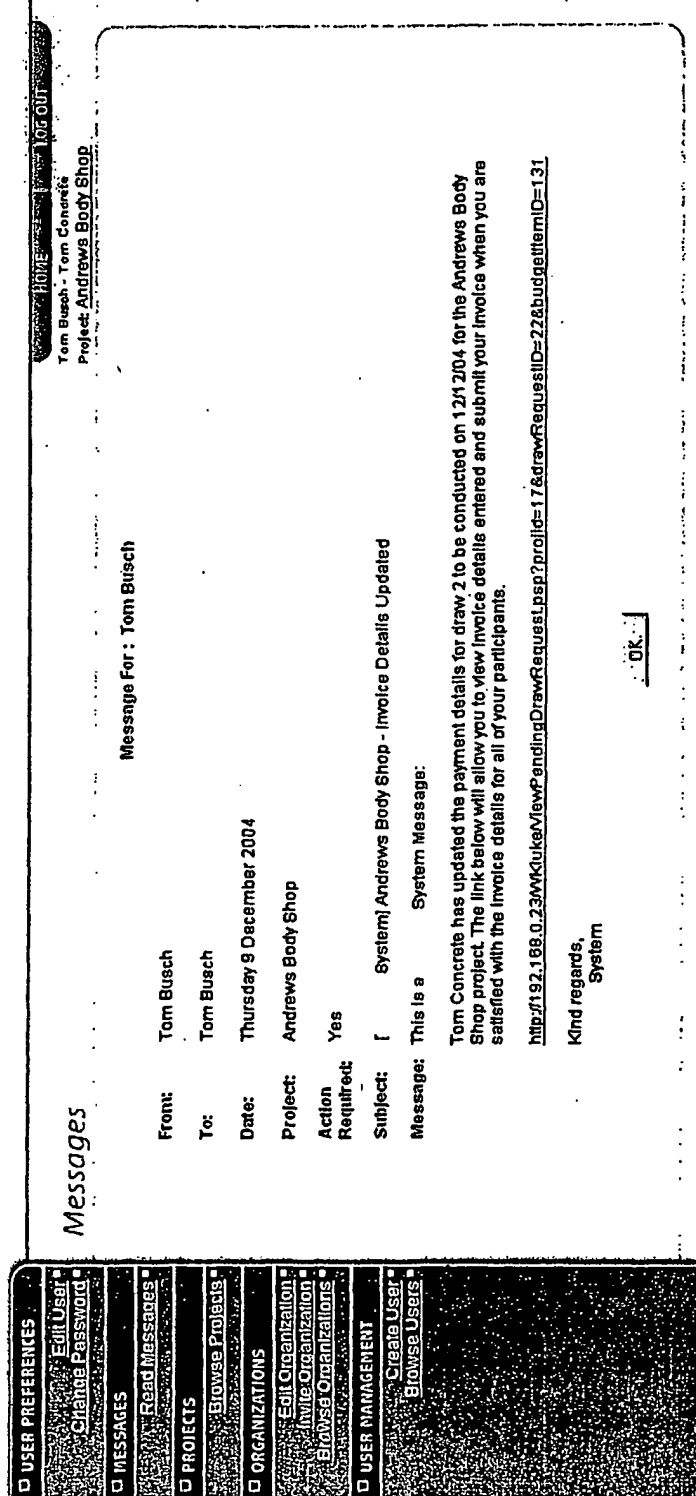 HOME LOG OUT
Tom Busch - Tom Concrete
Project: Andrews Body Shop
USER PREFERENCES
Edit User
Change Password
MESSAGES
Read Messages
PROJECTS
Browse Projects
ORGANIZATIONS
Edit Organization
Invite Organization
Browse Organizations
USER MANAGEMENT
Create User
Browse Users
Messages
Message For : Tom Busch
From: Tom Busch
To: Tom Busch
Date: Thursday 9 December 2004
Project: Andrews Body Shop
Action Yes
Required:
Subject: [ System] Andrews Body Shop - Invoice Details Updated
Message: This is a System Message:
Tom Concrete has updated the payment details for draw 2 to be conducted on 12/12/04 for the Andrews Body
Shop project. The link below will allow you to view invoice details entered and submit your invoice when you are
satisfied with the invoice details for all of your participants.
http://192.168.0.23/WKluke/ViewPendingDrawRequest.psp?projId=17&drawRequestID=22&budgetItemID=131
Kind regards,
System
OK